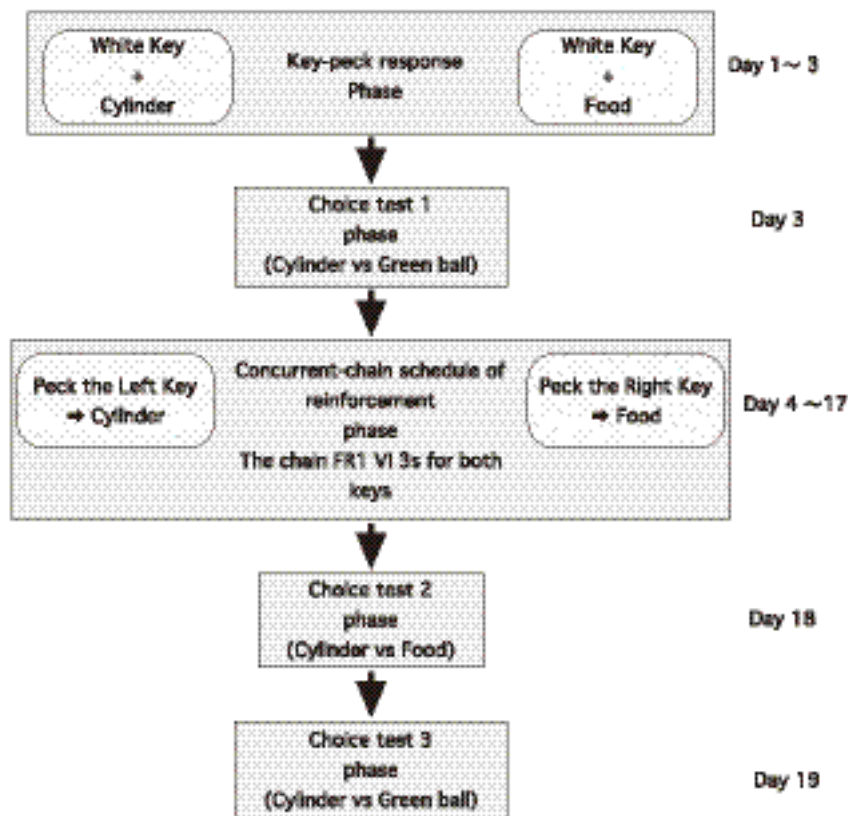 White Key
+
Cylinder
Key-peck response
Phase
White Key
+
Food
Day 1~ 3
Choice test 1
phase
(Cylinder vs Green ball)
Day 3
Peck the Left Key
➡ Cylinder
Concurrent-chain schedule of
reinforcement
phase
The chain FR1 VI 3s for both
keys
Peck the Right Key
➡ Food
Day 4 ~17
Choice test 2
phase
(Cylinder vs Food)
Day 18
Choice test 3
phase
(Cylinder vs Green ball)
Day 19